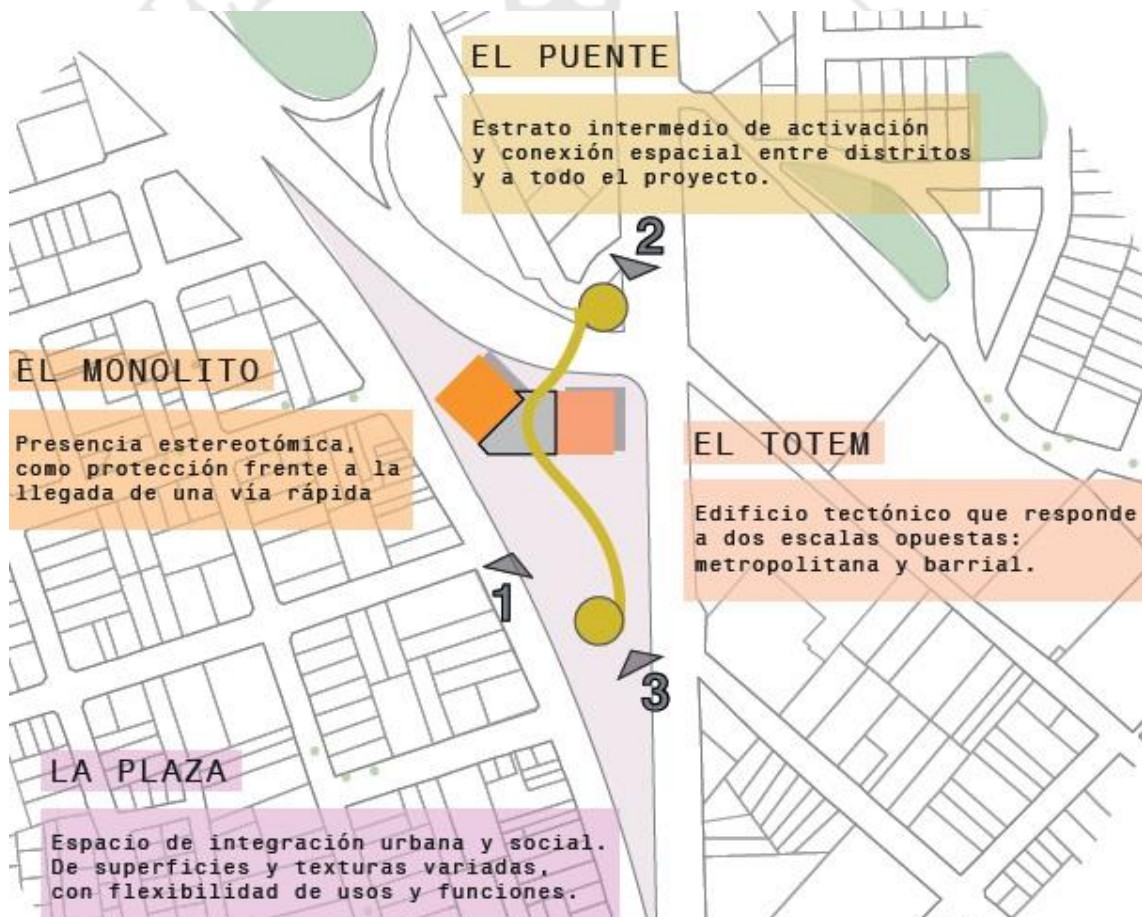 EL PUENTE
Estrato intermedio de activación
y conexión espacial entre distritos
y a todo el proyecto.
2
EL MONOLITO
Presencia estereotómica,
como protección frente a la
llegada de una vía rápida
EL TOTEM
Edificio tectónico que responde
a dos escalas opuestas:
metropolitana y barrial.
1
3
LA PLAZA
Espacio de integración urbana y social.
De superficies y texturas variadas,
con flexibilidad de usos y funciones.